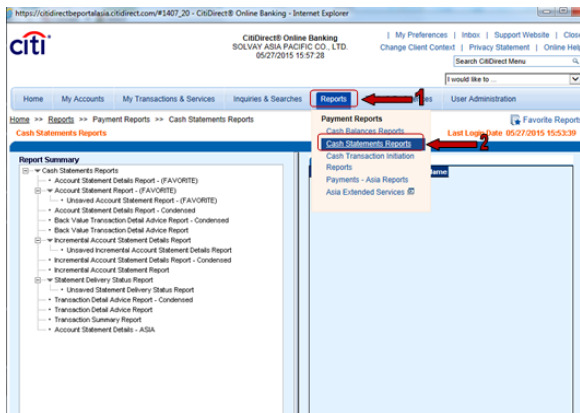 https://citidirectbeportalasia.citidirect.com/#1407_20 - CitiDirect® Online Banking - Internet Explorer
citi
CitiDirect® Online Banking
SOLVAY ASIA PACIFIC CO., LTD.
05/27/2015 15:57:28
| My Preferences | Inbox | Support Website | Clos
Change Client Context | Privacy Statement | Online Help
Search CitiDirect Menu
I would like to ...
Home My Accounts My Transactions & Services Inquiries & Searches Reports 1 User Administration
Home >> Reports >> Payment Reports >> Cash Statements Reports
Favorite Reports
Cash Statements Reports
Last Login Date 05/27/2015 15:53:39
Payment Reports
Cash Balances Reports
Cash Statements Reports 2
Cash Transaction Initiation
Reports
Payments - Asia Reports
Asia Extended Services
Name
Report Summary
Cash Statements Reports
Account Statement Details Report - (FAVORITE)
Account Statement Report - (FAVORITE)
Unsaved Account Statement Report - (FAVORITE)
Account Statement Details Report - Condensed
Back Value Transaction Detail Advice Report - Condensed
Back Value Transaction Detail Advice Report
Incremental Account Statement Details Report
Unsaved Incremental Account Statement Details Report
Incremental Account Statement Details Report - Condensed
Incremental Account Statement Report
Statement Delivery Status Report
Unsaved Statement Delivery Status Report
Transaction Detail Advice Report - Condensed
Transaction Detail Advice Report
Transaction Summary Report
Account Statement Details - ASIA